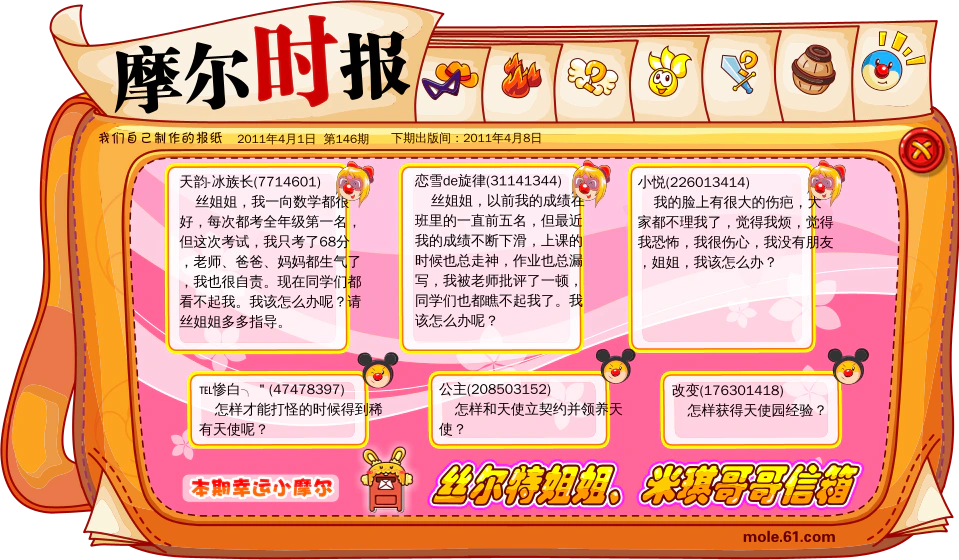 摩尔时报
我们自己制作的报纸 2011年4月1日 第146期 下期出版间：2011年4月8日
天韵·冰族长(7714601)
丝姐姐，我一向数学都很
好，每次都考全年级第一名，
但这次考试，我只考了68分
，老师、爸爸、妈妈都生气了
，我也很自责。现在同学们都
看不起我。我该怎么办呢？请
丝姐姐多多指导。
恋雪de旋律(31141344)
丝姐姐，以前我的成绩在
班里的一直前五名，但最近
我的成绩不断下滑，上课的
时候也总走神，作业也总漏
写，我被老师批评了一顿，
同学们也都瞧不起我了。我
该怎么办呢？
小悦(226013414)
我的脸上有很大的伤疤，大
家都不理我了，觉得我烦，觉得
我恐怖，我很伤心，我没有朋友
，姐姐，我该怎么办？
℡惨白╮＂(47478397)
怎样才能打怪的时候得到稀
有天使呢？
公主(208503152)
怎样和天使立契约并领养天
使？
改变(176301418)
怎样获得天使园经验？
本期幸运小摩尔
丝尔特姐姐、米琪哥哥信箱
mole.61.com